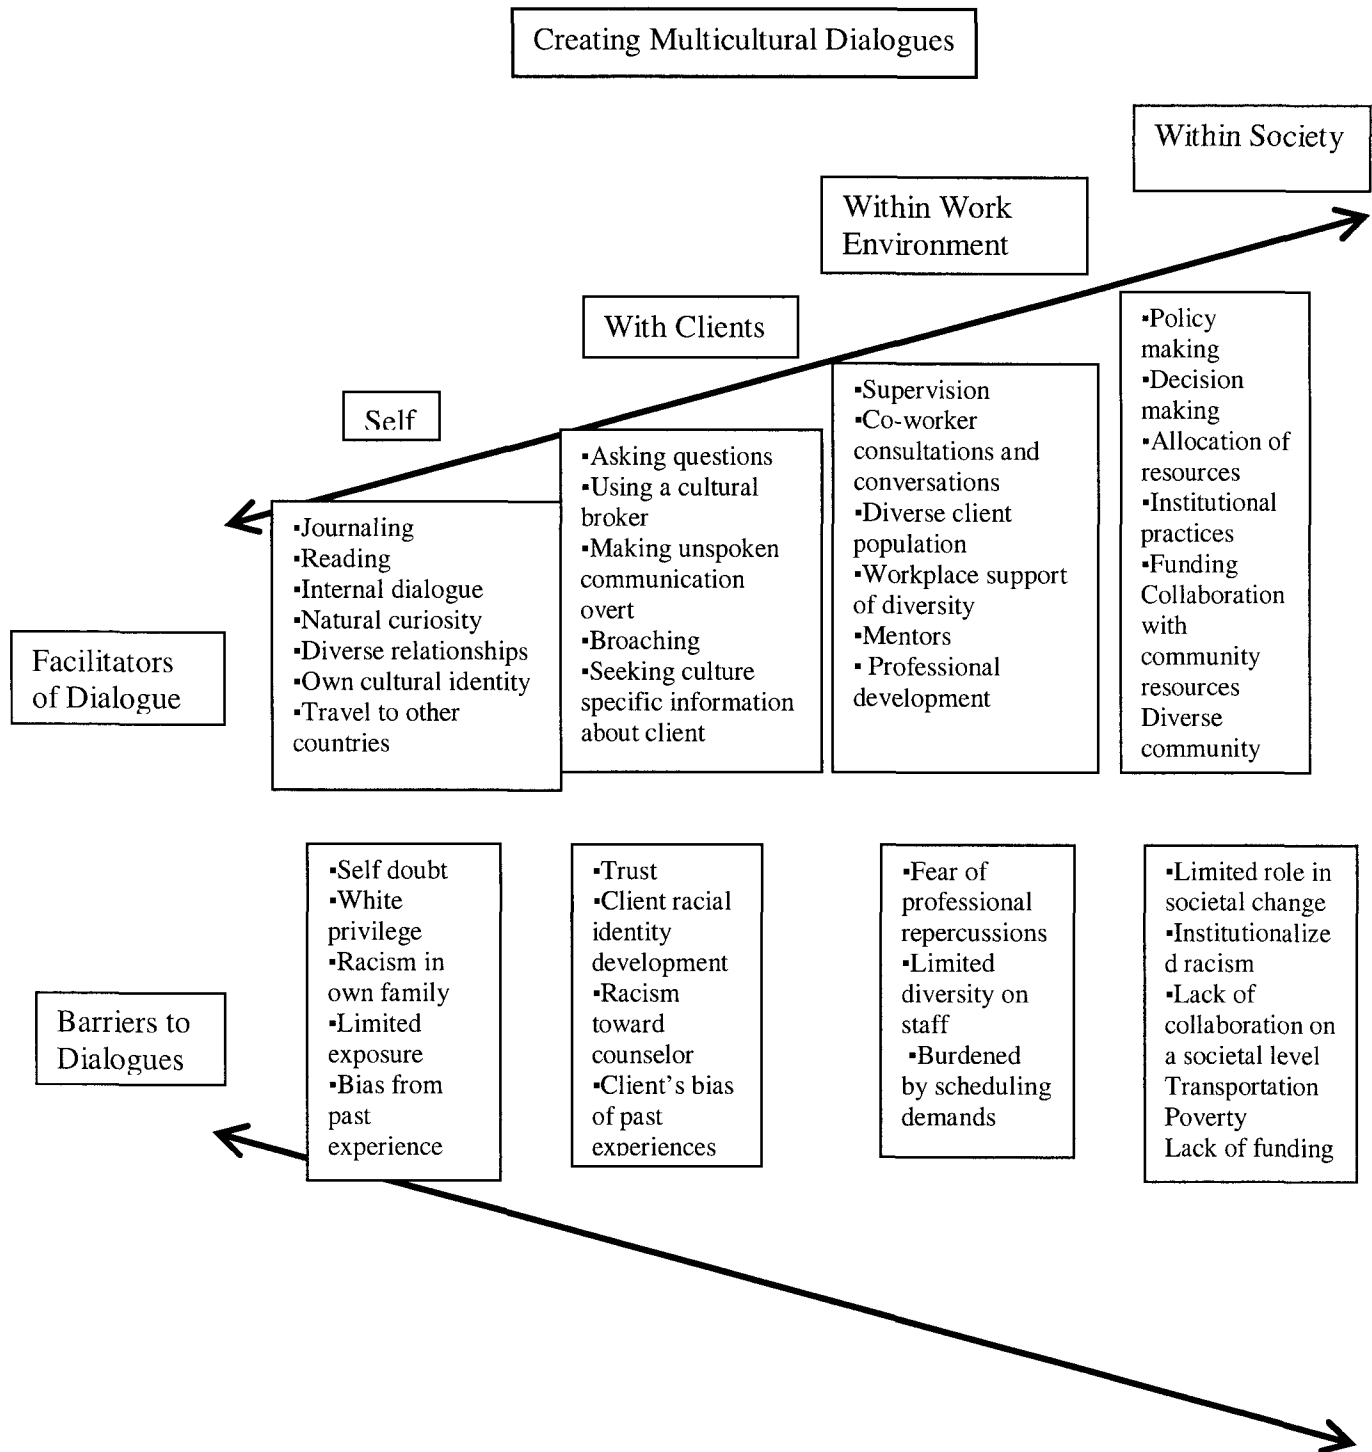 Creating Multicultural Dialogues
Within Society
Within Work
Environment
With Clients
Self
Facilitators
of Dialogue
▪Journaling
▪Reading
▪Internal dialogue
▪Natural curiosity
▪Diverse relationships
▪Own cultural identity
▪Travel to other
countries
▪Asking questions
▪Using a cultural
broker
▪Making unspoken
communication
overt
▪Broaching
▪Seeking culture
specific information
about client
▪Supervision
▪Co-worker
consultations and
conversations
▪Diverse client
population
▪Workplace support
of diversity
▪Mentors
▪ Professional
development
▪Policy
making
▪Decision
making
▪Allocation of
resources
▪Institutional
practices
▪Funding
Collaboration
with
community
resources
Diverse
community
Barriers to
Dialogues
▪Self doubt
▪White
privilege
▪Racism in
own family
▪Limited
exposure
▪Bias from
past
experience
▪Trust
▪Client racial
identity
development
▪Racism
toward
counselor
▪Client’s bias
of past
experiences
▪Fear of
professional
repercussions
▪Limited
diversity on
staff
▪Burdened
by scheduling
demands
▪Limited role in
societal change
▪Institutionalize
d racism
▪Lack of
collaboration on
a societal level
Transportation
Poverty
Lack of funding